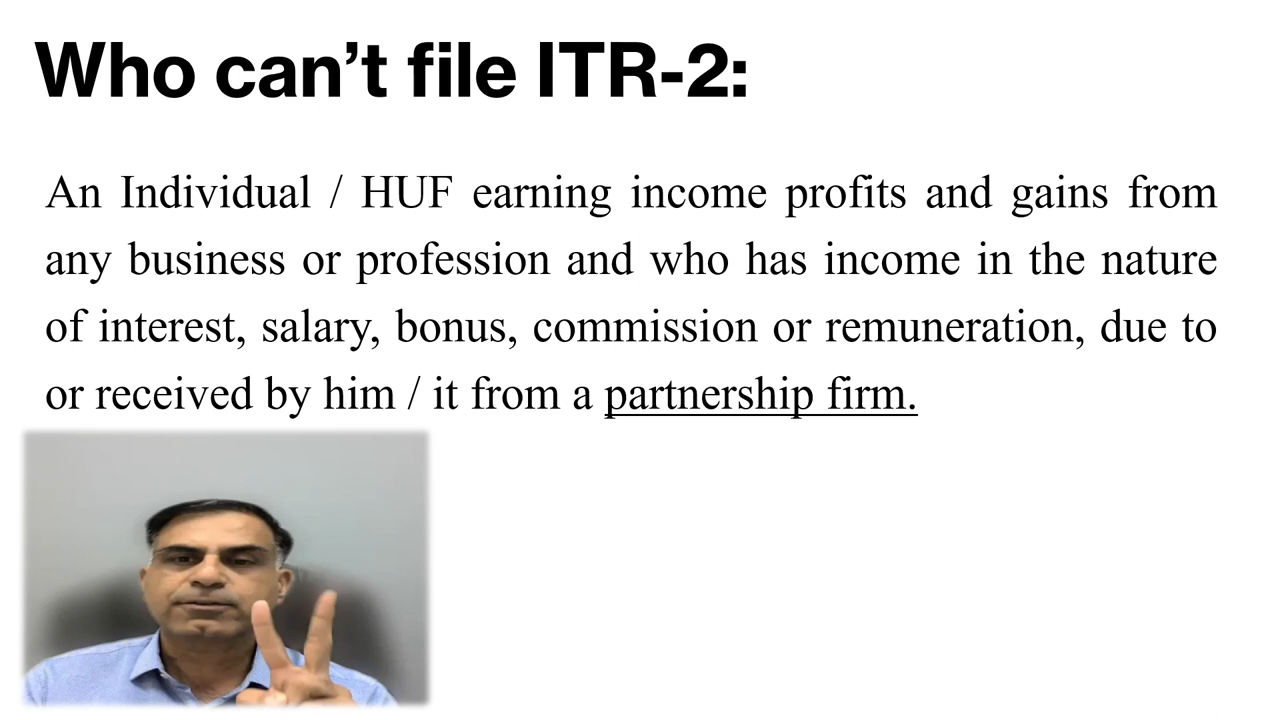 Who can’t file ITR-2:
An Individual / HUF earning income profits and gains from
any business or profession and who has income in the nature
of interest, salary, bonus, commission or remuneration, due to
or received by him / it from a partnership firm.